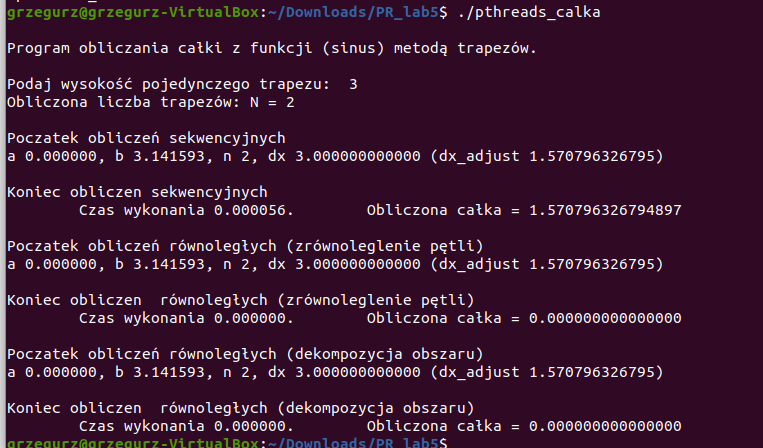 grzegurz@grzegurz-VirtualBox:~/Downloads/PR_lab5$ ./pthreads_calka
Program obliczania całki z funkcji (sinus) metodą trapezów.
Podaj wysokość pojedynczego trapezu:  3
Obliczona liczba trapezów: N = 2
Poczatek obliczeń sekwencyjnych
a 0.000000, b 3.141593, n 2, dx 3.000000000000 (dx_adjust 1.570796326795)
Koniec obliczen sekwencyjnych
        Czas wykonania 0.000056.        Obliczona całka = 1.570796326794897
Poczatek obliczeń równoległych (zrównoleglenie pętli)
a 0.000000, b 3.141593, n 2, dx 3.000000000000 (dx_adjust 1.570796326795)
Koniec obliczen  równoległych (zrównoleglenie pętli)
        Czas wykonania 0.000000.        Obliczona całka = 0.000000000000000
Poczatek obliczeń równoległych (dekompozycja obszaru)
a 0.000000, b 3.141593, n 2, dx 3.000000000000 (dx_adjust 1.570796326795)
Koniec obliczen  równoległych (dekompozycja obszaru)
        Czas wykonania 0.000000.        Obliczona całka = 0.000000000000000
grzegurz@grzegurz-VirtualBox:~/Downloads/PR_lab5$